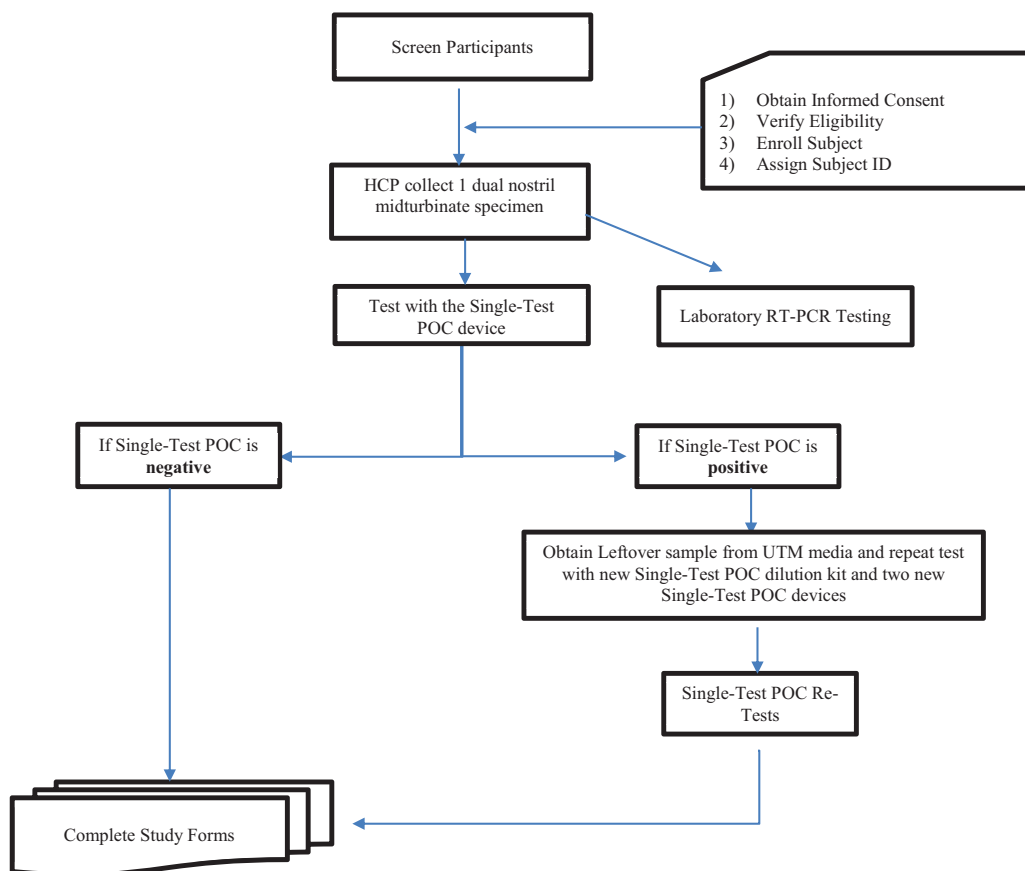 Screen Participants
1) Obtain Informed Consent
2) Verify Eligibility
3) Enroll Subject
4) Assign Subject ID
HCP collect 1 dual nostril
midturbinate specimen
Test with the Single-Test
POC device
Laboratory RT-PCR Testing
If Single-Test POC is
negative
If Single-Test POC is
positive
Obtain Leftover sample from UTM media and repeat test
with new Single-Test POC dilution kit and two new
Single-Test POC devices
Single-Test POC Re-
Tests
Complete Study Forms